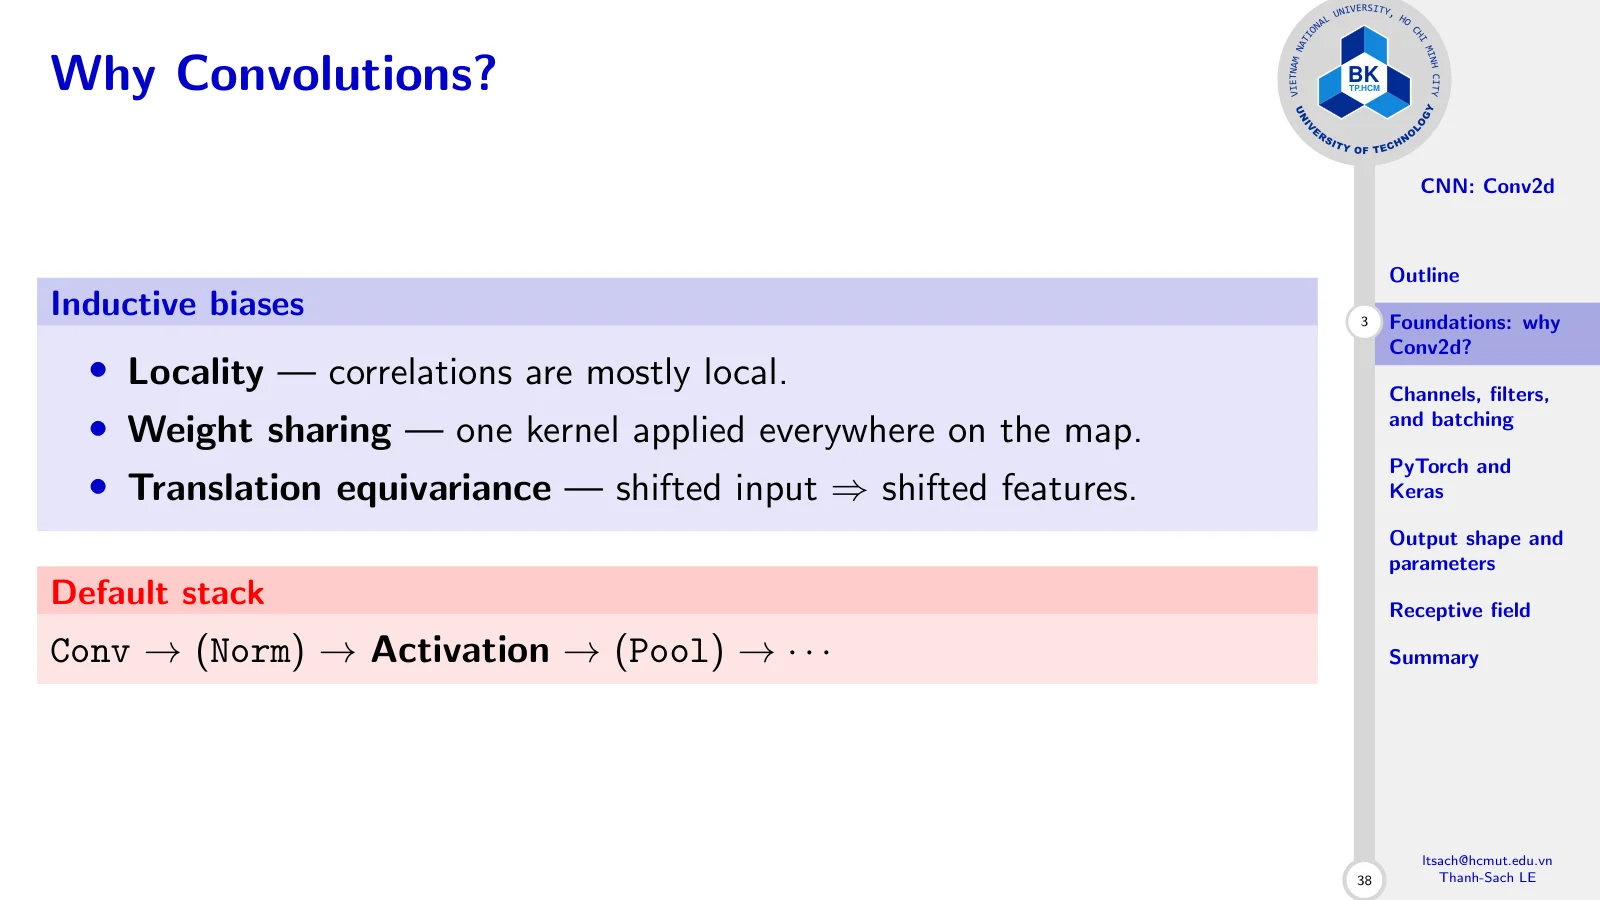 Why Convolutions?
Inductive biases
• Locality — correlations are mostly local.
• Weight sharing — one kernel applied everywhere on the map.
• Translation equivariance — shifted input ⇒ shifted features.
Default stack
Conv → (Norm) → Activation → (Pool) → ···
VIETNAM NATIONAL UNIVERSITY, HO CHI MINH CITY
BK
TP.HCM
UNIVERSITY OF TECHNOLOGY
CNN: Conv2d
Outline
3
Foundations: why
Conv2d?
Channels, filters,
and batching
PyTorch and
Keras
Output shape and
parameters
Receptive field
Summary
ltsach@hcmut.edu.vn
Thanh-Sach LE
38